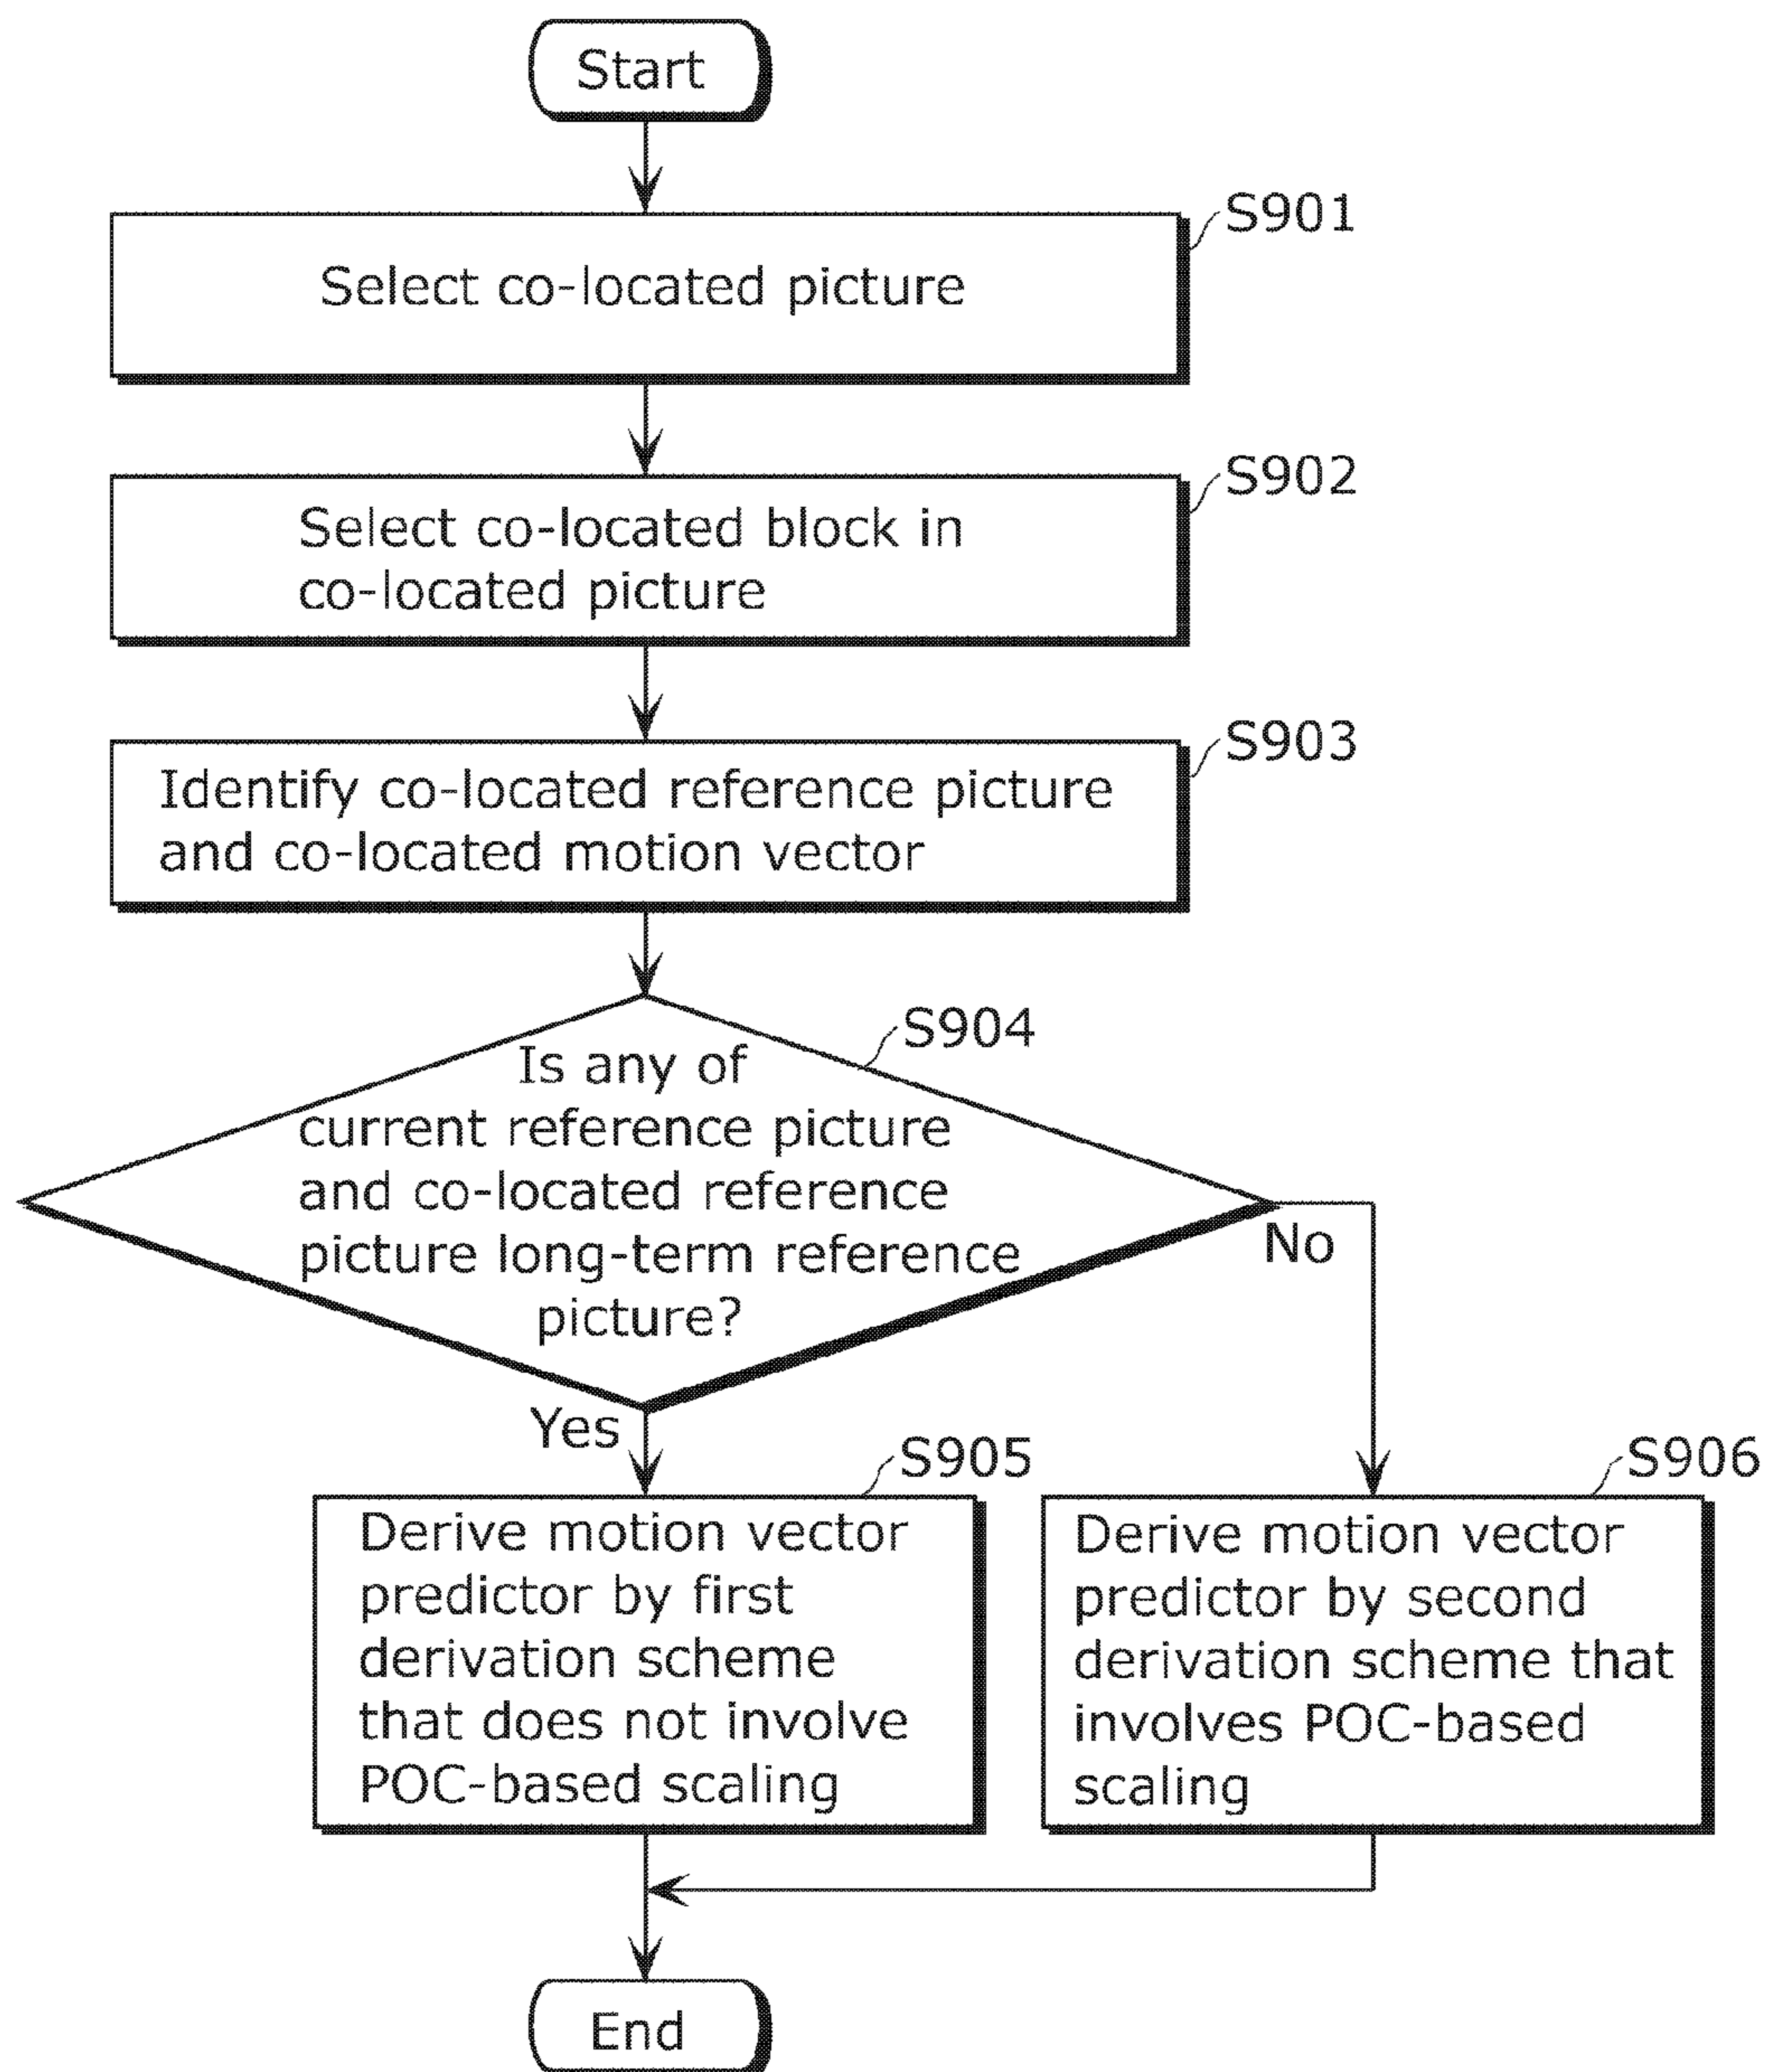 Start
S901
Select co-located picture
S902
Select co-located block in
co-located picture
S903
Identify co-located reference picture
and co-located motion vector
S904
Is any of
current reference picture
and co-located reference
picture long-term reference
picture?
No
Yes
S905
Derive motion vector
predictor by first
derivation scheme
that does not involve
POC-based scaling
S906
Derive motion vector
predictor by second
derivation scheme that
involves POC-based
scaling
End